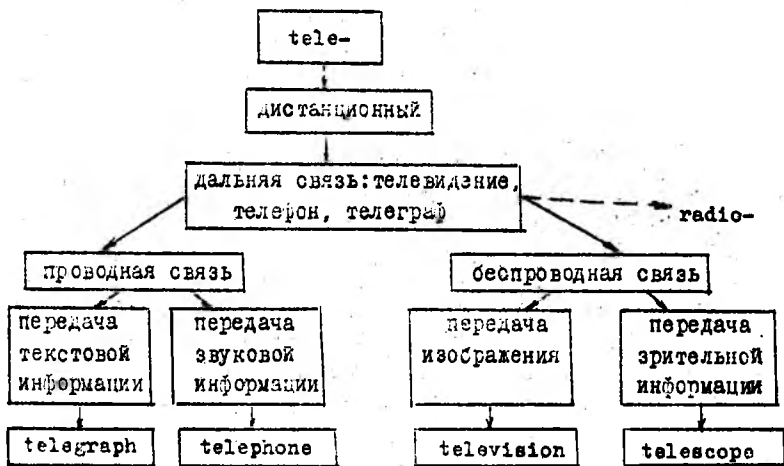 tele-
дистанционный
дальняя связь:телевидение,
телефон, телеграф
radio-
проводная связь
беспроводная связь
передача
текстовой
информации
передача
звуковой
информации
передача
изображения
передача
зрительной
информации
telegraph
telephone
television
telescope